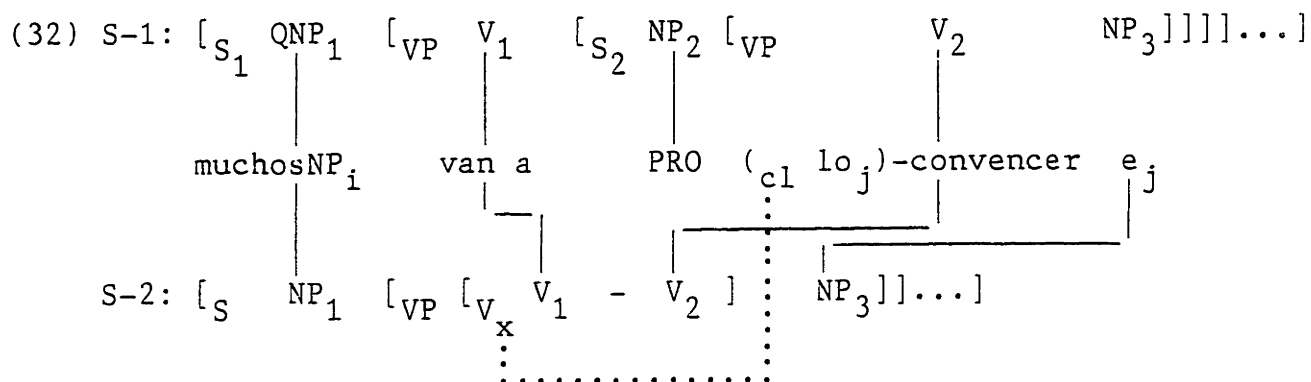 (32) S-1: [S1 QNP1 [VP V1 [S2 NP2 [VP V2 NP3]]]]...]
muchosNPi van a PRO (cl loj)-convencer ej
S-2: [S NP1 [VP [Vx V1 - V2 ] NP3]]...]